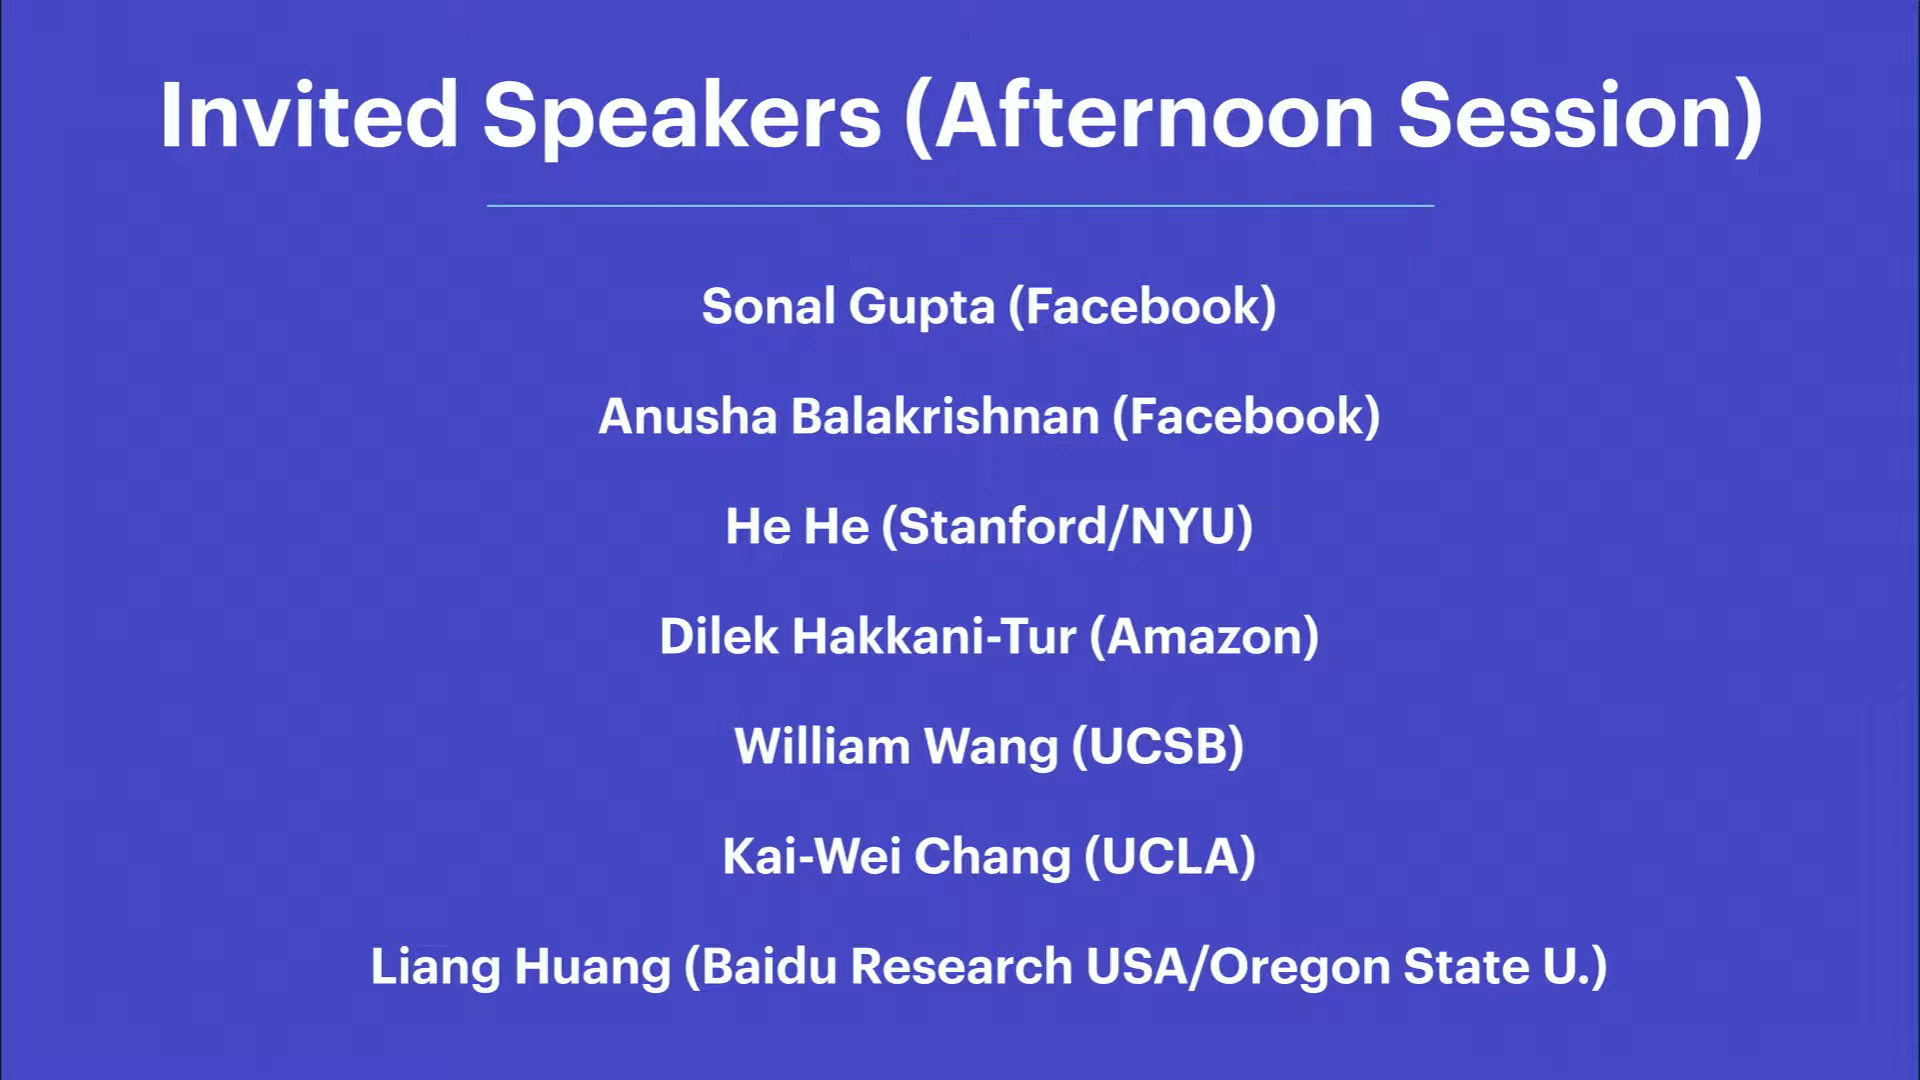 Invited Speakers (Afternoon Session)
Sonal Gupta (Facebook)
Anusha Balakrishnan (Facebook)
He He (Stanford/NYU)
Dilek Hakkani-Tur (Amazon)
William Wang (UCSB)
Kai-Wei Chang (UCLA)
Liang Huang (Baidu Research USA/Oregon State U.)